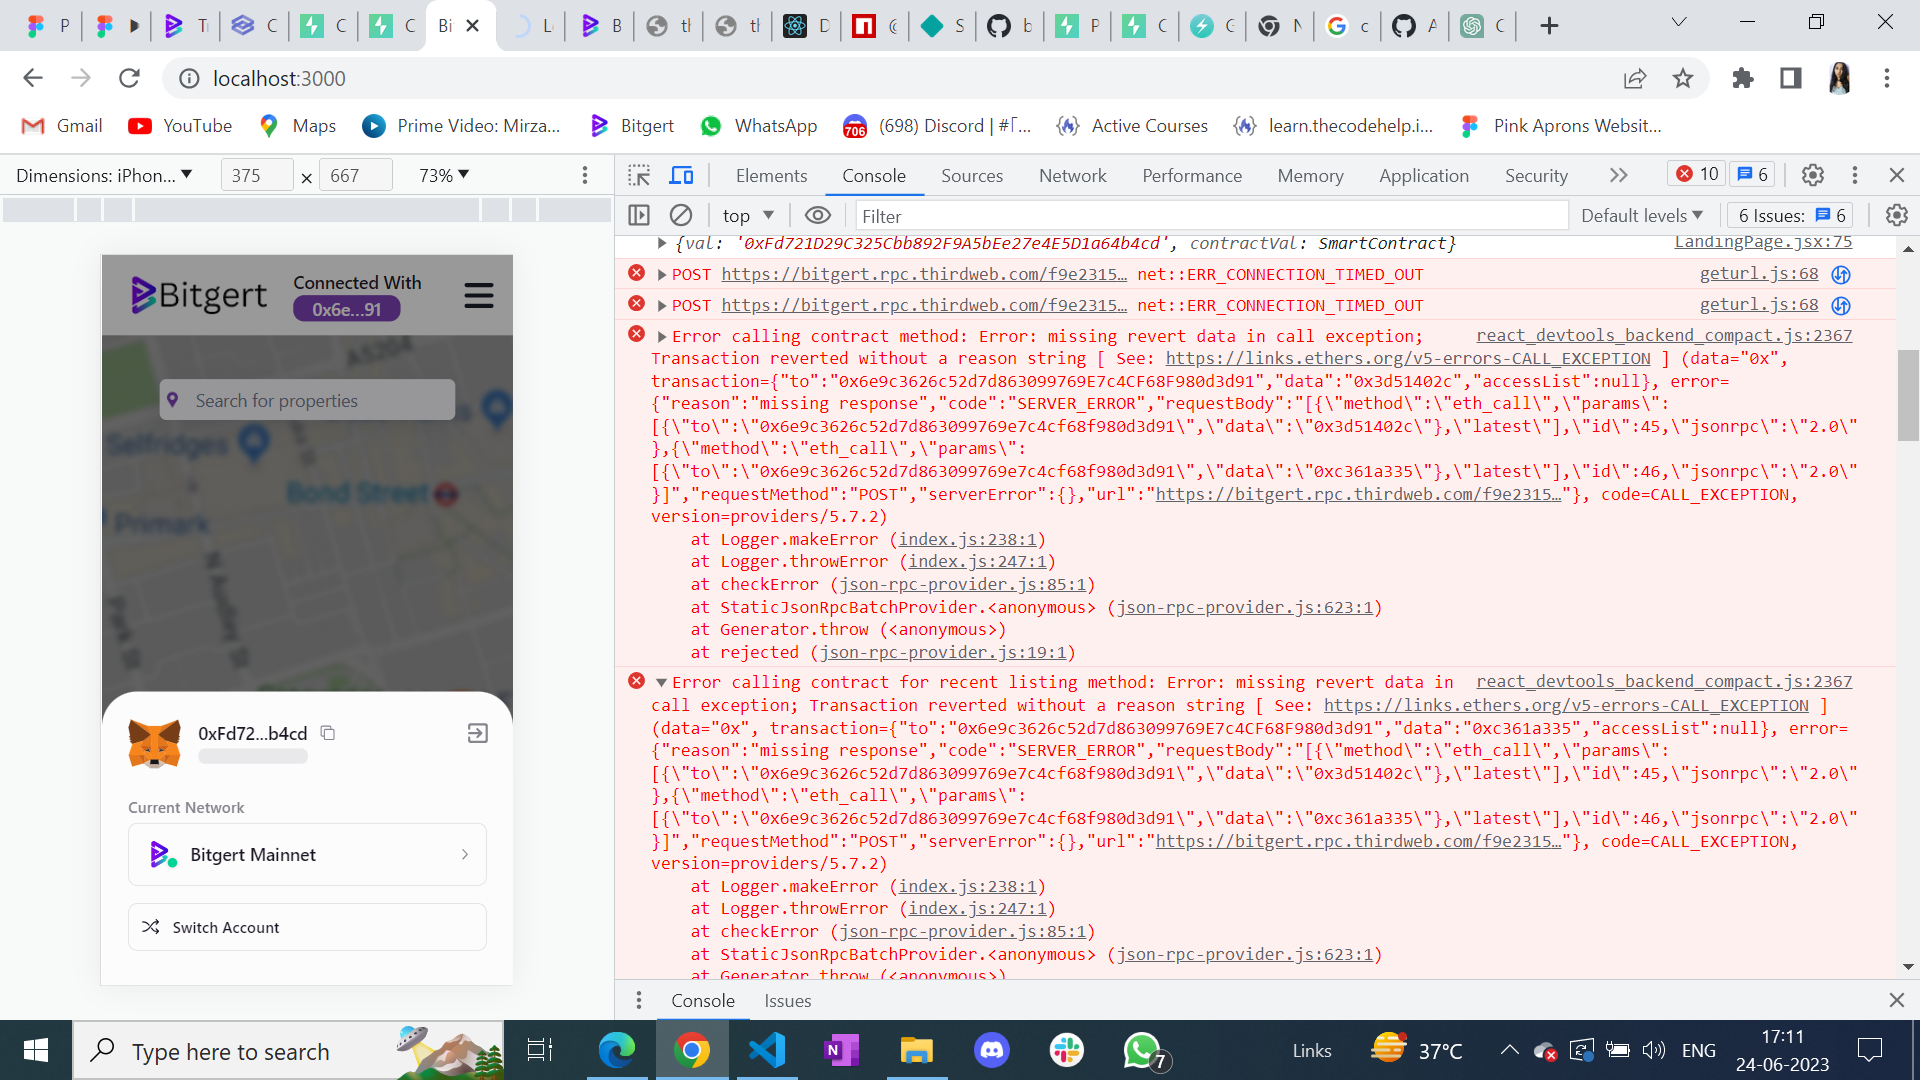 P
T
C
C
C
Bi
L
B
th
th
D
@
S
b
P
C
G
N
c
A
C
localhost:3000
Gmail
YouTube
Maps
Prime Video: Mirza...
Bitgert
WhatsApp
706
(698) Discord | #Γ...
Active Courses
learn.thecodehelp.i...
Pink Aprons Websit...
Dimensions: iPhon... ▼
375 × 667
73% ▼
Elements
Console
Sources
Network
Performance
Memory
Application
Security
10
6
top ▼
Filter
Default levels ▼
6 Issues: 6
{val: '0xFd721D29C325Cbb892F9A5bEe27e4E5D1a64b4cd', contractVal: SmartContract}
LandingPage.jsx:75
POST https://bitgert.rpc.thirdweb.com/f9e2315… net::ERR_CONNECTION_TIMED_OUT
geturl.js:68
POST https://bitgert.rpc.thirdweb.com/f9e2315… net::ERR_CONNECTION_TIMED_OUT
geturl.js:68
Error calling contract method: Error: missing revert data in call exception;
react_devtools_backend_compact.js:2367
Transaction reverted without a reason string [ See: https://links.ethers.org/v5-errors-CALL_EXCEPTION ] (data="0x",
transaction={"to":"0x6e9c3626c52d7d863099769E7c4CF68F980d3d91","data":"0x3d51402c","accessList":null}, error=
{"reason":"missing response","code":"SERVER_ERROR","requestBody":"[{\"method\":\"eth_call\",\"params\":
[{\"to\":\"0x6e9c3626c52d7d863099769e7c4cf68f980d3d91\",\"data\":\"0x3d51402c\"},\"latest\"],\"id\":45,\"jsonrpc\":\"2.0\"
},{\"method\":\"eth_call\",\"params\":
[{\"to\":\"0x6e9c3626c52d7d863099769e7c4cf68f980d3d91\",\"data\":\"0xc361a335\"},\"latest\"],\"id\":46,\"jsonrpc\":\"2.0\"
}]","requestMethod":"POST","serverError":{},"url":"https://bitgert.rpc.thirdweb.com/f9e2315…"}, code=CALL_EXCEPTION,
version=providers/5.7.2)
at Logger.makeError (index.js:238:1)
at Logger.throwError (index.js:247:1)
at checkError (json-rpc-provider.js:85:1)
at StaticJsonRpcBatchProvider.<anonymous> (json-rpc-provider.js:623:1)
at Generator.throw (<anonymous>)
at rejected (json-rpc-provider.js:19:1)
Error calling contract for recent listing method: Error: missing revert data in
react_devtools_backend_compact.js:2367
call exception; Transaction reverted without a reason string [ See: https://links.ethers.org/v5-errors-CALL_EXCEPTION ]
(data="0x", transaction={"to":"0x6e9c3626c52d7d863099769E7c4CF68F980d3d91","data":"0xc361a335","accessList":null}, error=
{"reason":"missing response","code":"SERVER_ERROR","requestBody":"[{\"method\":\"eth_call\",\"params\":
[{\"to\":\"0x6e9c3626c52d7d863099769e7c4cf68f980d3d91\",\"data\":\"0x3d51402c\"},\"latest\"],\"id\":45,\"jsonrpc\":\"2.0\"
},{\"method\":\"eth_call\",\"params\":
[{\"to\":\"0x6e9c3626c52d7d863099769e7c4cf68f980d3d91\",\"data\":\"0xc361a335\"},\"latest\"],\"id\":46,\"jsonrpc\":\"2.0\"
}]","requestMethod":"POST","serverError":{},"url":"https://bitgert.rpc.thirdweb.com/f9e2315…"}, code=CALL_EXCEPTION,
version=providers/5.7.2)
at Logger.makeError (index.js:238:1)
at Logger.throwError (index.js:247:1)
at checkError (json-rpc-provider.js:85:1)
at StaticJsonRpcBatchProvider.<anonymous> (json-rpc-provider.js:623:1)
at Generator.throw (<anonymous>)
Console
Issues
Bitgert
Connected With
0x6e...91
A5204
Search for properties
Selfridges
Bond Street
Primark
N Audley St
Park St
0xFd72...b4cd
Current Network
Bitgert Mainnet
Switch Account
Type here to search
7
Links
37°C
ENG
17:11
24-06-2023